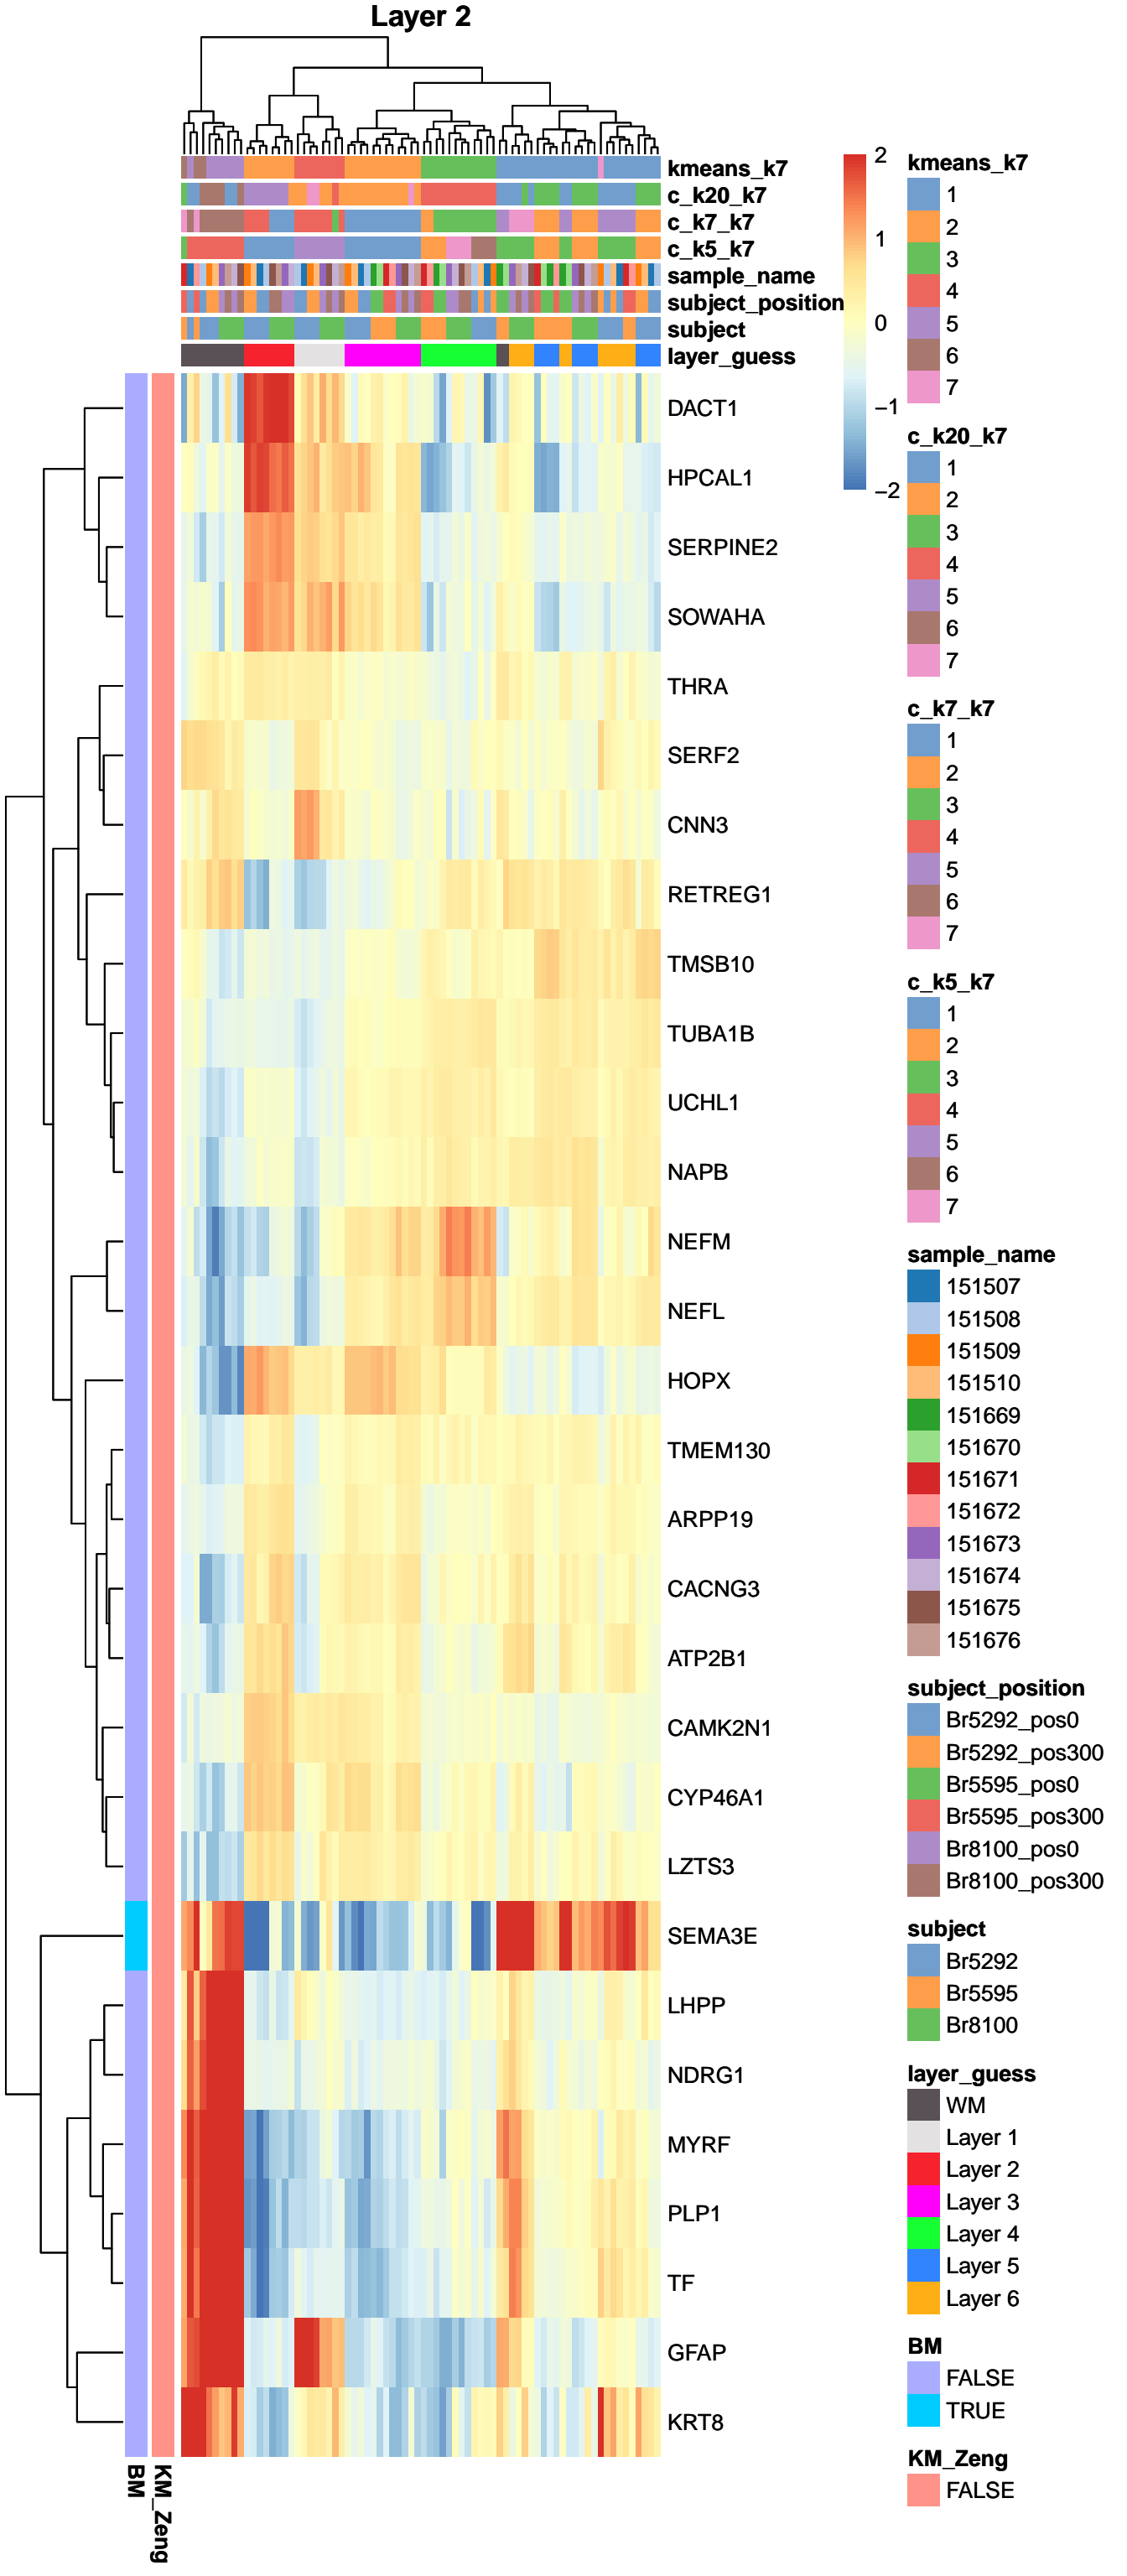 Layer 2
kmeans_k7
c_k20_k7
c_k7_k7
c_k5_k7
sample_name
subject_position
subject
layer_guess
DACT1
HPCAL1
SERPINE2
SOWAHA
THRA
SERF2
CNN3
RETREG1
TMSB10
TUBA1B
UCHL1
NAPB
NEFM
NEFL
HOPX
TMEM130
ARPP19
CACNG3
ATP2B1
CAMK2N1
CYP46A1
LZTS3
SEMA3E
LHPP
NDRG1
MYRF
PLP1
TF
GFAP
KRT8
BM
KM_Zeng
2
1
0
−1
−2
kmeans_k7
1
2
3
4
5
6
7
c_k20_k7
1
2
3
4
5
6
7
c_k7_k7
1
2
3
4
5
6
7
c_k5_k7
1
2
3
4
5
6
7
sample_name
151507
151508
151509
151510
151669
151670
151671
151672
151673
151674
151675
151676
subject_position
Br5292_pos0
Br5292_pos300
Br5595_pos0
Br5595_pos300
Br8100_pos0
Br8100_pos300
subject
Br5292
Br5595
Br8100
layer_guess
WM
Layer 1
Layer 2
Layer 3
Layer 4
Layer 5
Layer 6
BM
FALSE
TRUE
KM_Zeng
FALSE